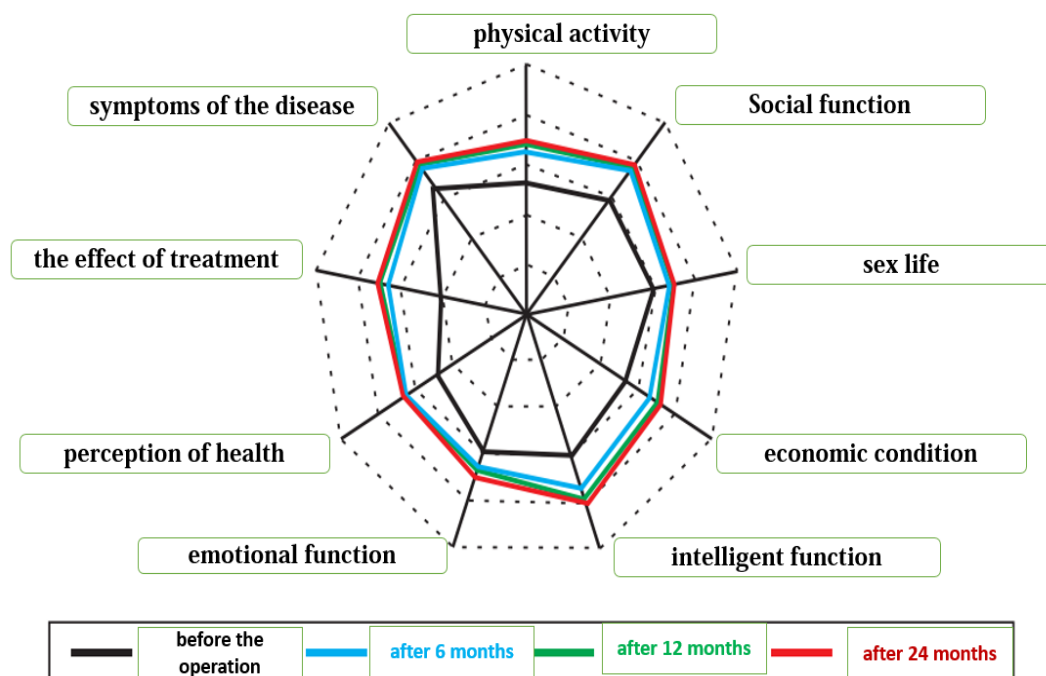 physical activity
symptoms of the disease
Social function
the effect of treatment
sex life
perception of health
economic condition
emotional function
intelligent function
before the
operation
after 6 months
after 12 months
after 24 months